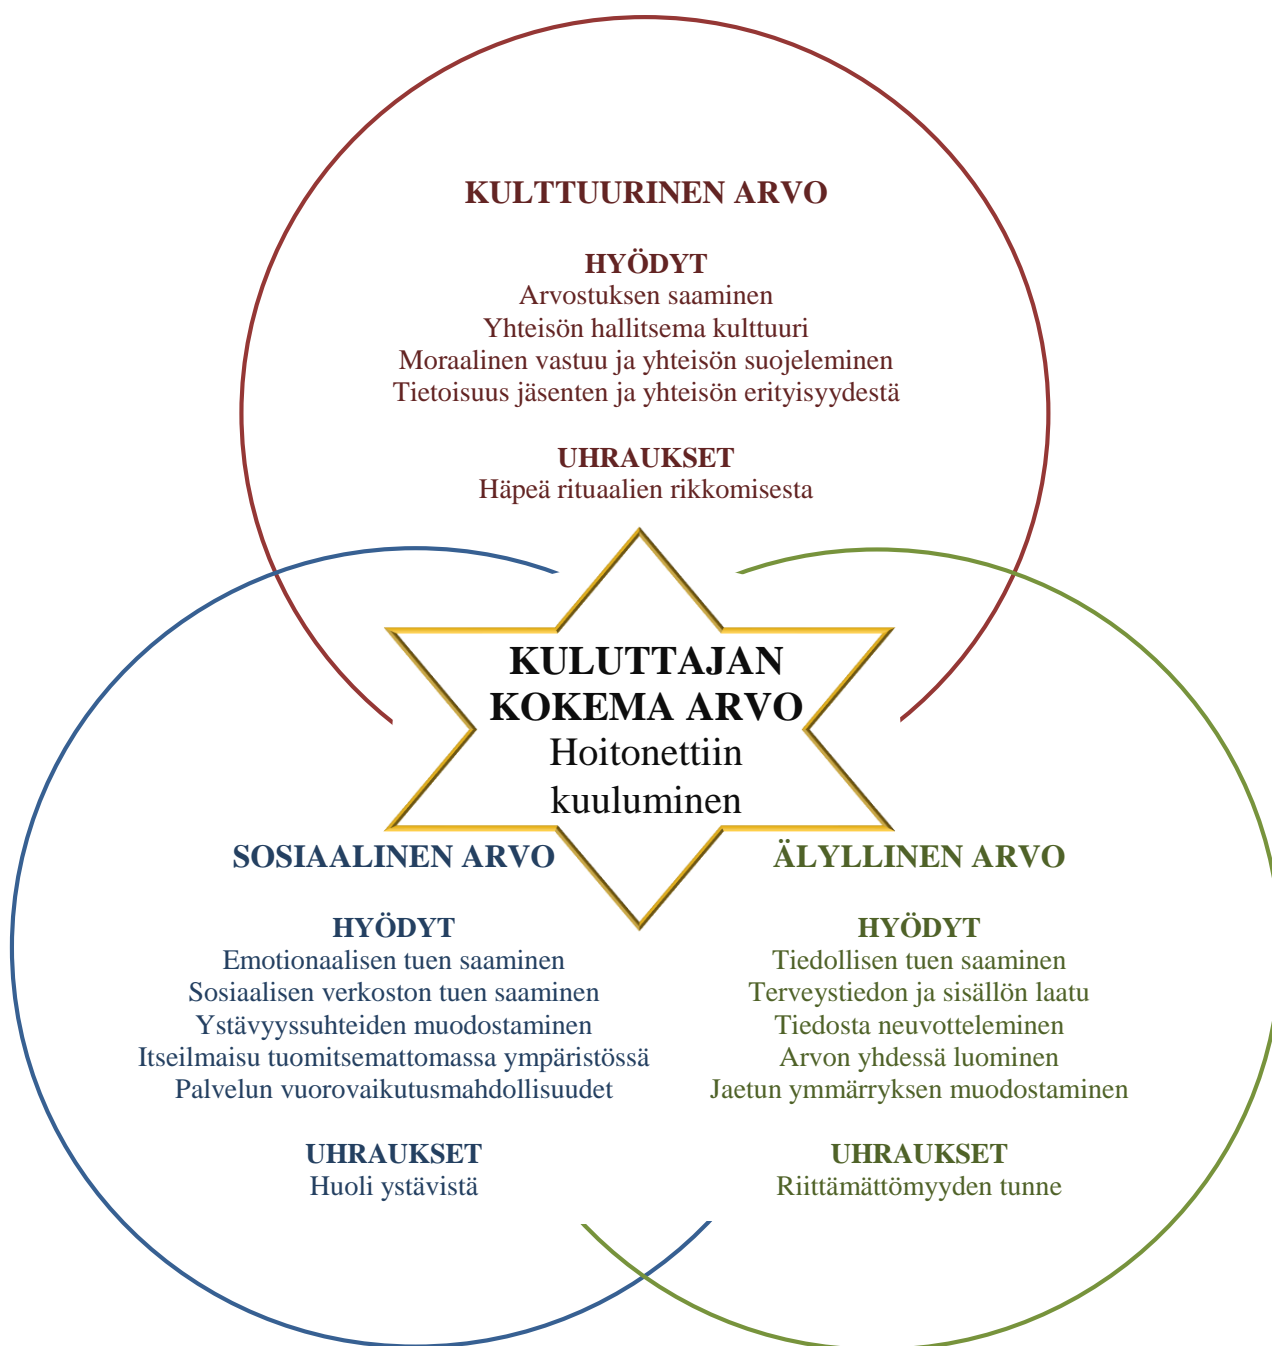 KULTTUURINEN ARVO
HYÖDYT
Arvostuksen saaminen
Yhteisön hallitsema kulttuuri
Moraalinen vastuu ja yhteisön suojeleminen
Tietoisuus jäsenten ja yhteisön erityisyydestä
UHRAUKSET
Häpeä rituaalien rikkomisesta
KULUTTAJAN
KOKEMA ARVO
Hoitonettiin
kuuluminen
SOSIAALINEN ARVO
HYÖDYT
Emotionaalisen tuen saaminen
Sosiaalisen verkoston tuen saaminen
Ystävyyssuhteiden muodostaminen
Itseilmaisu tuomitsemattomassa ympäristössä
Palvelun vuorovaikutusmahdollisuudet
UHRAUKSET
Huoli ystävistä
ÄLYLLINEN ARVO
HYÖDYT
Tiedollisen tuen saaminen
Terveystiedon ja sisällön laatu
Tiedosta neuvotteleminen
Arvon yhdessä luominen
Jaetun ymmärryksen muodostaminen
UHRAUKSET
Riittämättömyyden tunne